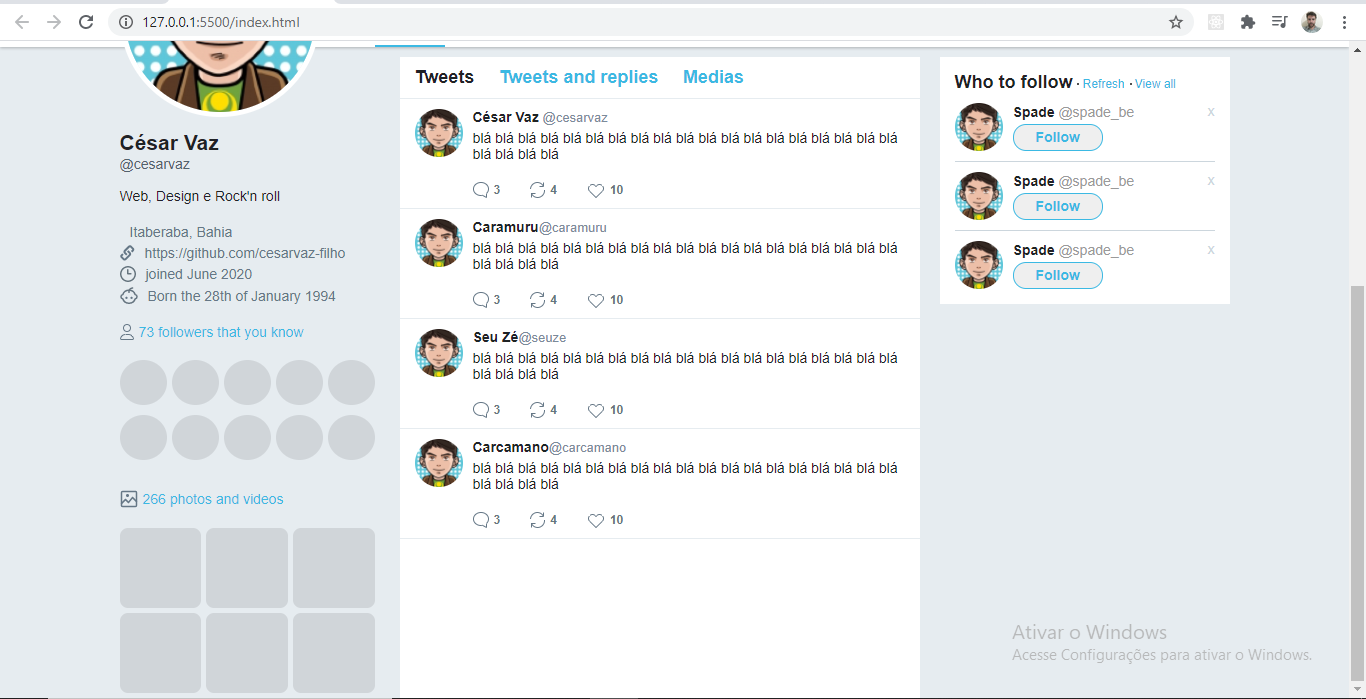 127.0.0.1:5500/index.html
César Vaz
@cesarvaz
Web, Design e Rock'n roll
Itaberaba, Bahia
https://github.com/cesarvaz-filho
joined June 2020
Born the 28th of January 1994
73 followers that you know
266 photos and videos
Tweets Tweets and replies Medias
César Vaz @cesarvaz
blá blá blá blá blá blá blá blá blá blá blá blá blá blá blá blá blá blá blá
blá blá blá blá
3 4 10
Caramuru@caramuru
blá blá blá blá blá blá blá blá blá blá blá blá blá blá blá blá blá blá blá
blá blá blá blá
3 4 10
Seu Zé@seuze
blá blá blá blá blá blá blá blá blá blá blá blá blá blá blá blá blá blá blá
blá blá blá blá
3 4 10
Carcamano@carcamano
blá blá blá blá blá blá blá blá blá blá blá blá blá blá blá blá blá blá blá
blá blá blá blá
3 4 10
Who to follow · Refresh · View all
Spade @spade_be x
Follow
Spade @spade_be x
Follow
Spade @spade_be x
Follow
Ativar o Windows
Acesse Configurações para ativar o Windows.